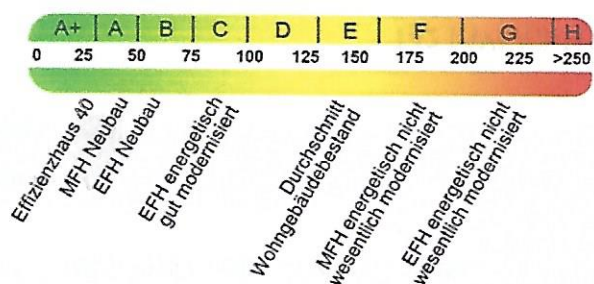 A+ A B C D E F G H
0 25 50 75 100 125 150 175 200 225 >250
Effizienzhaus 40
MFH Neubau
EFH Neubau
EFH energetisch
gut modernisiert
Durchschnitt
Wohngebäudebestand
MFH energetisch nicht
wesentlich modernisiert
EFH energetisch nicht
wesentlich modernisiert